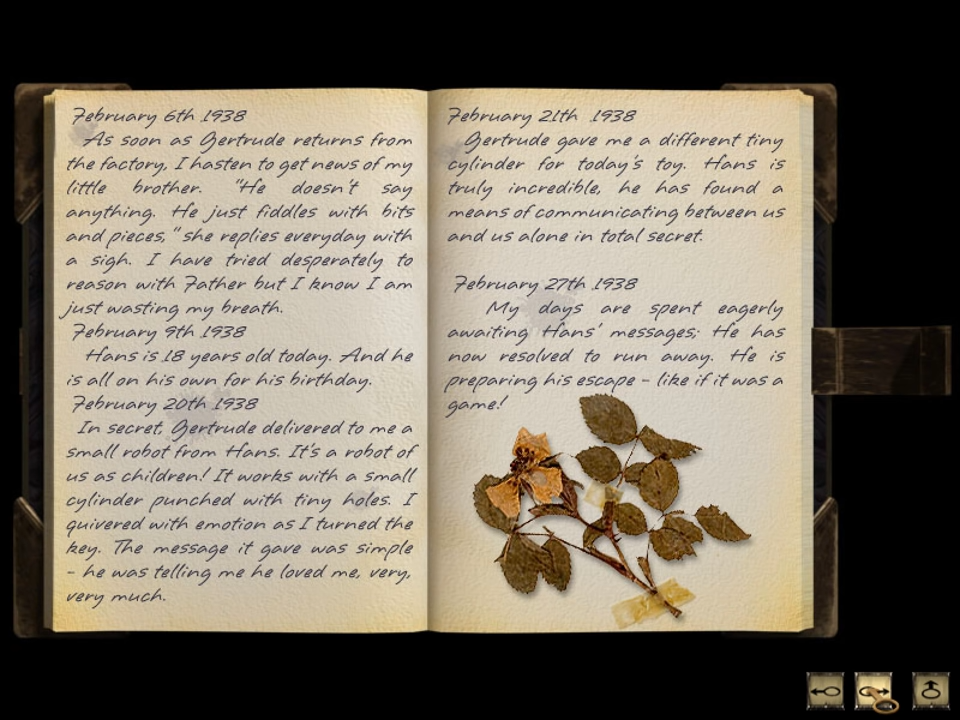 February 6th 1938
As soon as Gertrude returns from
the factory, I hasten to get news of my
little brother. "He doesn't say
anything. He just fiddles with bits
and pieces," she replies everyday with
a sigh. I have tried desperately to
reason with Father but I know I am
just wasting my breath.
February 9th 1938
Hans is 18 years old today. And he
is all on his own for his birthday.
February 20th 1938
In secret, Gertrude delivered to me a
small robot from Hans. It's a robot of
us as children! It works with a small
cylinder punched with tiny holes. I
quivered with emotion as I turned the
key. The message it gave was simple
- he was telling me he loved me, very,
very much.
February 21th 1938
Gertrude gave me a different tiny
cylinder for today's toy. Hans is
truly incredible, he has found a
means of communicating between us
and us alone in total secret.
February 27th 1938
My days are spent eagerly
awaiting Hans' messages; He has
now resolved to run away. He is
preparing his escape - like if it was a
game!